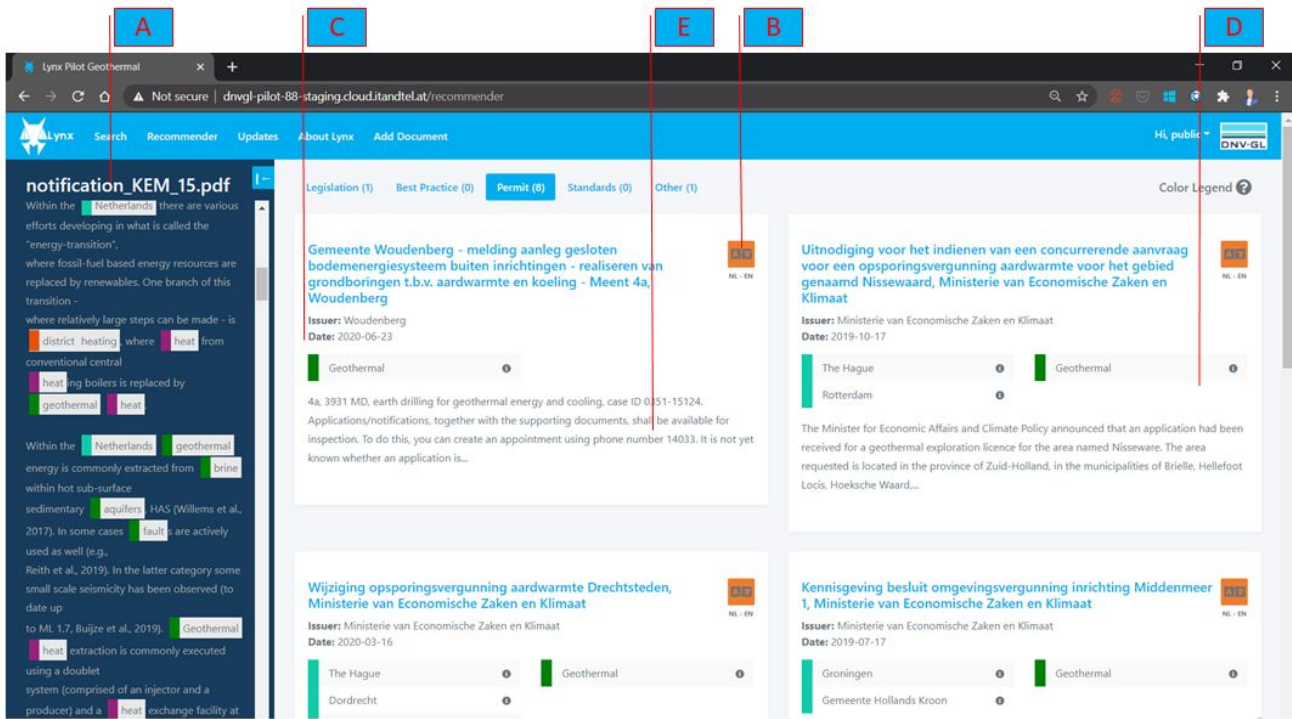 A
C
E
B
D
Lynx Pilot Geothermal
Not secure | dnvgl-pilot-88-staging.cloud.itandtel.at/recommender
Lynx Search Recommender Updates About Lynx Add Document Hi, public
DNV·GL
notification_KEM_15.pdf
Within the Netherlands there are various
efforts developing in what is called the
"energy-transition",
where fossil-fuel based energy resources are
replaced by renewables. One branch of this
transition -
where relatively large steps can be made - is
district heating, where heat from
conventional central
heating boilers is replaced by
geothermal heat.
Within the Netherlands geothermal
energy is commonly extracted from brine
within hot sub-surface
sedimentary aquifers, HAS (Willems et al.,
2017). In some cases faults are actively
used as well (e.g.,
Reith et al., 2019). In the latter category some
small scale seismicity has been observed (to
date up
to ML 1.7, Buijze et al., 2019). Geothermal
heat extraction is commonly executed
using a doublet
system (comprised of an injector and a
producer) and a heat exchange facility at
Legislation (1) Best Practice (0) Permit (8) Standards (0) Other (1) Color Legend ?
Gemeente Woudenberg - melding aanleg gesloten
bodemenergiesysteem buiten inrichtingen - realiseren van
grondboringen t.b.v. aardwarmte en koeling - Meent 4a,
Woudenberg
NL - EN
Issuer: Woudenberg
Date: 2020-06-23
Geothermal
4a, 3931 MD, earth drilling for geothermal energy and cooling, case ID 0351-15124.
Applications/notifications, together with the supporting documents, shall be available for
inspection. To do this, you can create an appointment using phone number 14033. It is not yet
known whether an application is...
Uitnodiging voor het indienen van een concurrerende aanvraag
voor een opsporingsvergunning aardwarmte voor het gebied
genaamd Nissewaard, Ministerie van Economische Zaken en
Klimaat
NL - EN
Issuer: Ministerie van Economische Zaken en Klimaat
Date: 2019-10-17
The Hague
Geothermal
Rotterdam
The Minister for Economic Affairs and Climate Policy announced that an application had been
received for a geothermal exploration licence for the area named Nisseware. The area
requested is located in the province of Zuid-Holland, in the municipalities of Brielle, Hellefoot
Locis, Hoeksche Waard,...
Wijziging opsporingsvergunning aardwarmte Drechtsteden,
Ministerie van Economische Zaken en Klimaat
NL - EN
Issuer: Ministerie van Economische Zaken en Klimaat
Date: 2020-03-16
The Hague
Geothermal
Dordrecht
Kennisgeving besluit omgevingsvergunning inrichting Middenmeer
1, Ministerie van Economische Zaken en Klimaat
NL - EN
Issuer: Ministerie van Economische Zaken en Klimaat
Date: 2019-07-17
Groningen
Geothermal
Gemeente Hollands Kroon